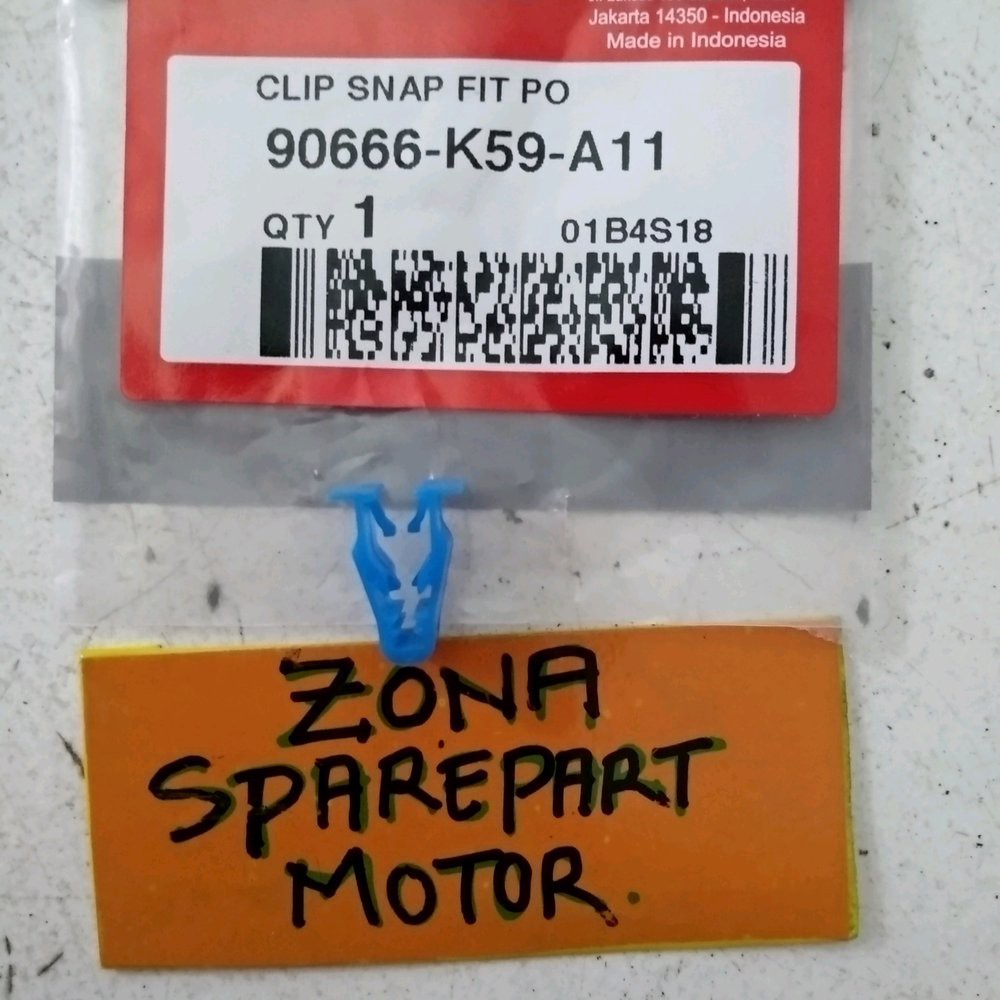 Jakarta 14350 - Indonesia
Made in Indonesia
CLIP SNAP FIT PO
90666-K59-A11
QTY 1 01B4S18
ZONA
SPAREPART
MOTOR.